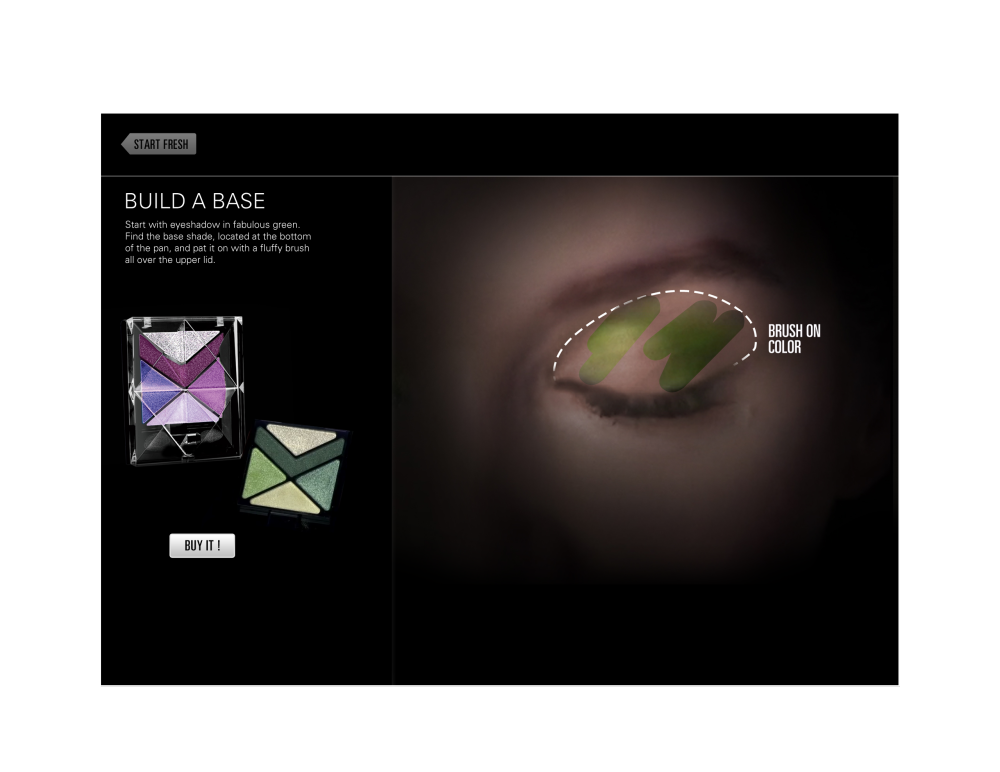 START FRESH
BUILD A BASE
Start with eyeshadow in fabulous green.
Find the base shade, located at the bottom
of the pan, and pat it on with a fluffy brush
all over the upper lid.
BRUSH ON
COLOR
BUY IT !